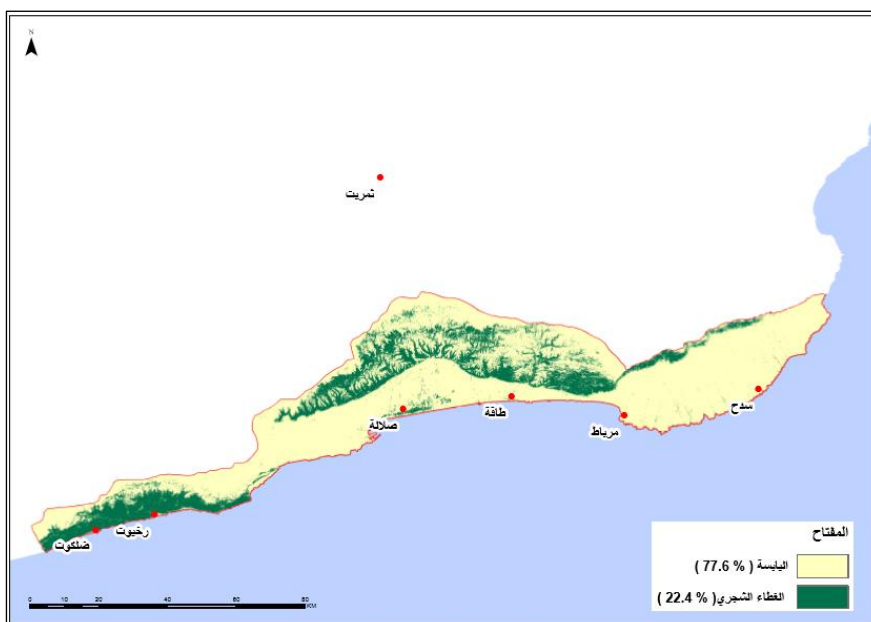 N
ثمريت
سدح
طاقة
مرباط
صلالة
رخيوت
ضلكوت
المفتاح
اليابسة ( % 77.6 )
الغطاء الشجري( % 22.4 )
0 10 20 40 60 80
KM